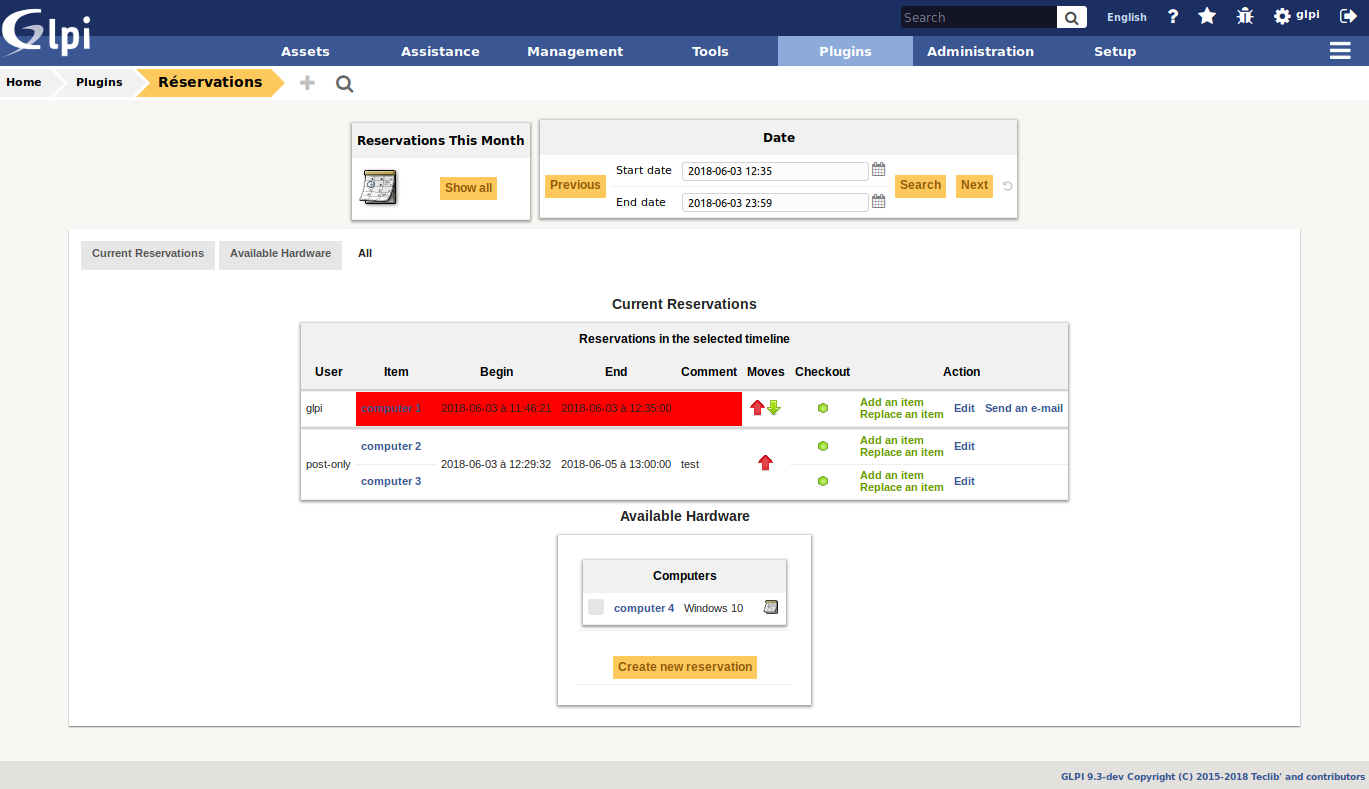 Glpi
Search
English
?
glpi
Assets Assistance Management Tools Plugins Administration Setup
Home Plugins Réservations
Reservations This Month
Show all
Date
Previous
Start date 2018-06-03 12:35
End date 2018-06-03 23:59
Search Next
Current Reservations Available Hardware All
Current Reservations
Reservations in the selected timeline
User Item Begin End Comment Moves Checkout Action
glpi computer 1 2018-06-03 à 11:46:21 2018-06-03 à 12:35:00 Add an item Replace an item Edit Send an e-mail
post-only computer 2 2018-06-03 à 12:29:32 2018-06-05 à 13:00:00 test Add an item Replace an item Edit
computer 3 Add an item Replace an item Edit
Available Hardware
Computers
computer 4 Windows 10
Create new reservation
GLPI 9.3-dev Copyright (C) 2015-2018 Teclib' and contributors